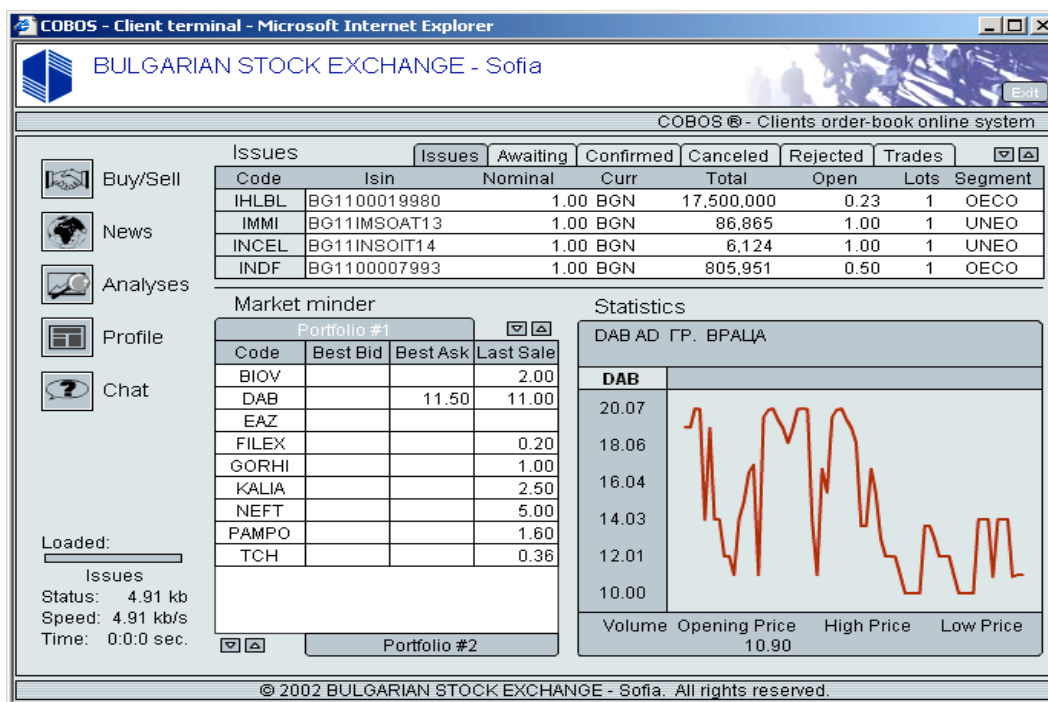 COBOS - Client terminal - Microsoft Internet Explorer
BULGARIAN STOCK EXCHANGE - Sofia
Exit
COBOS ® - Clients order-book online system
Buy/Sell
News
Analyses
Profile
Chat
Issues
Issues Awaiting Confirmed Canceled Rejected Trades
Code Isin Nominal Curr Total Open Lots Segment
IHLBL BG1100019980 1.00 BGN 17,500,000 0.23 1 OECO
IMMI BG11IMSOAT13 1.00 BGN 86,865 1.00 1 UNEO
INCEL BG11INSOIT14 1.00 BGN 6,124 1.00 1 UNEO
INDF BG1100007993 1.00 BGN 805,951 0.50 1 OECO
Market minder
Portfolio #1
Code Best Bid Best Ask Last Sale
BIOV 2.00
DAB 11.50 11.00
EAZ
FILEX 0.20
GORHI 1.00
KALIA 2.50
NEFT 5.00
PAMPO 1.60
TCH 0.36
Portfolio #2
Statistics
DAB AD ГР. ВРАЦА
DAB
20.07
18.06
16.04
14.03
12.01
10.00
Volume Opening Price High Price Low Price
10.90
Loaded:
Issues
Status: 4.91 kb
Speed: 4.91 kb/s
Time: 0:0:0 sec.
© 2002 BULGARIAN STOCK EXCHANGE - Sofia. All rights reserved.